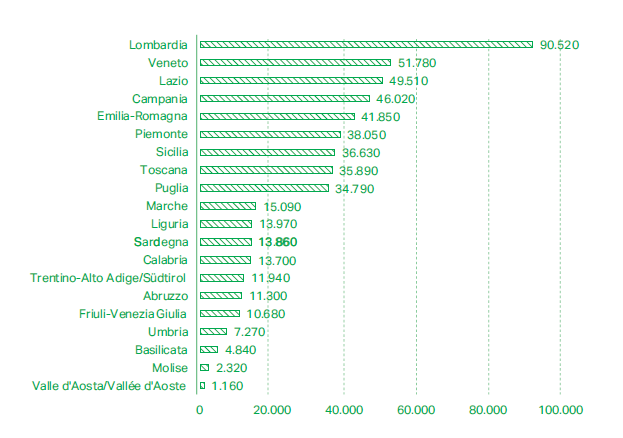 Lombardia 90.520
Veneto 51.780
Lazio 49.510
Campania 46.020
Emilia-Romagna 41.850
Piemonte 38.050
Sicilia 36.630
Toscana 35.890
Puglia 34.790
Marche 15.090
Liguria 13.970
Sardegna 13.860
Calabria 13.700
Trentino-Alto Adige/Südtirol 11.940
Abruzzo 11.300
Friuli-Venezia Giulia 10.680
Umbria 7.270
Basilicata 4.840
Molise 2.320
Valle d'Aosta/Vallée d'Aoste 1.160
0 20.000 40.000 60.000 80.000 100.000